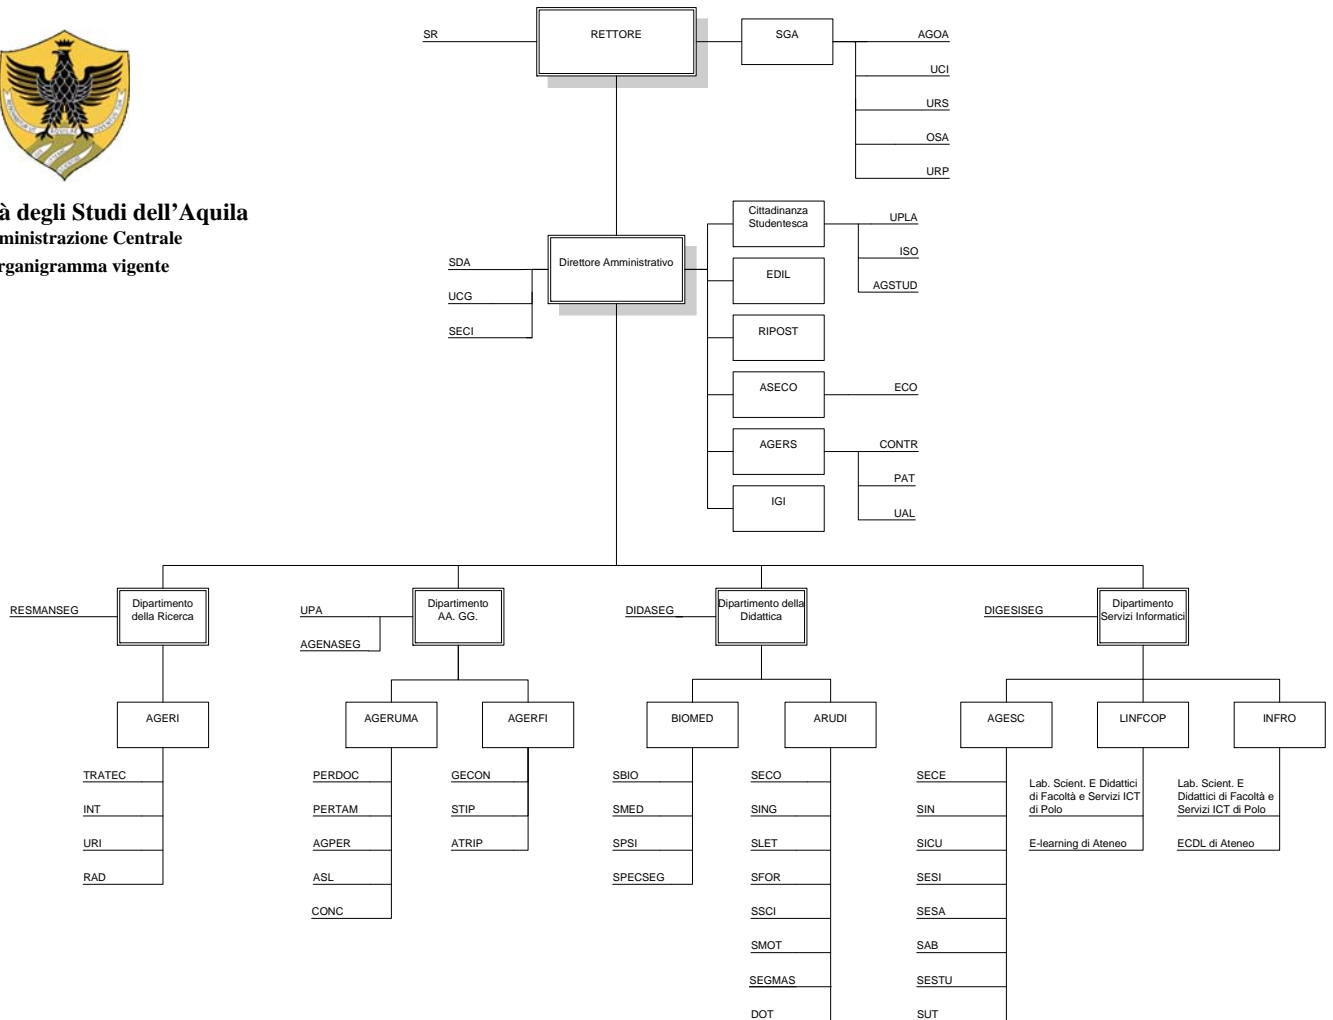 SR
RETTORE
SGA
AGOA
UCI
URS
OSA
URP
à degli Studi dell'Aquila
ministrazione Centrale
rganigramma vigente
Cittadinanza
Studentesca
UPLA
ISO
AGSTUD
SDA
UCG
SECI
Direttore Amministrativo
EDIL
RIPOST
ASECO
ECO
AGERS
CONTR
PAT
UAL
IGI
RESMANSEG
Dipartimento
della Ricerca
UPA
AGENASEG
Dipartimento
AA. GG.
DIDASEG
Dipartimento della
Didattica
DIGESISEG
Dipartimento
Servizi Informatici
AGERI
AGERUMA
AGERFI
BIOMED
ARUDI
AGESC
LINFCOP
INFRO
TRATEC
INT
URI
RAD
PERDOC
PERTAM
AGPER
ASL
CONC
GECON
STIP
ATRIP
SBIO
SMED
SPSI
SPECSEG
SECO
SING
SLET
SFOR
SSCI
SMOT
SEGMAS
DOT
SECE
SIN
SICU
SESI
SESA
SAB
SESTU
SUT
Lab. Scient. E Didattici
di Facoltà e Servizi ICT
di Polo
E-learning di Ateneo
Lab. Scient. E
Didattici di Facoltà e
Servizi ICT di Polo
ECDL di Ateneo